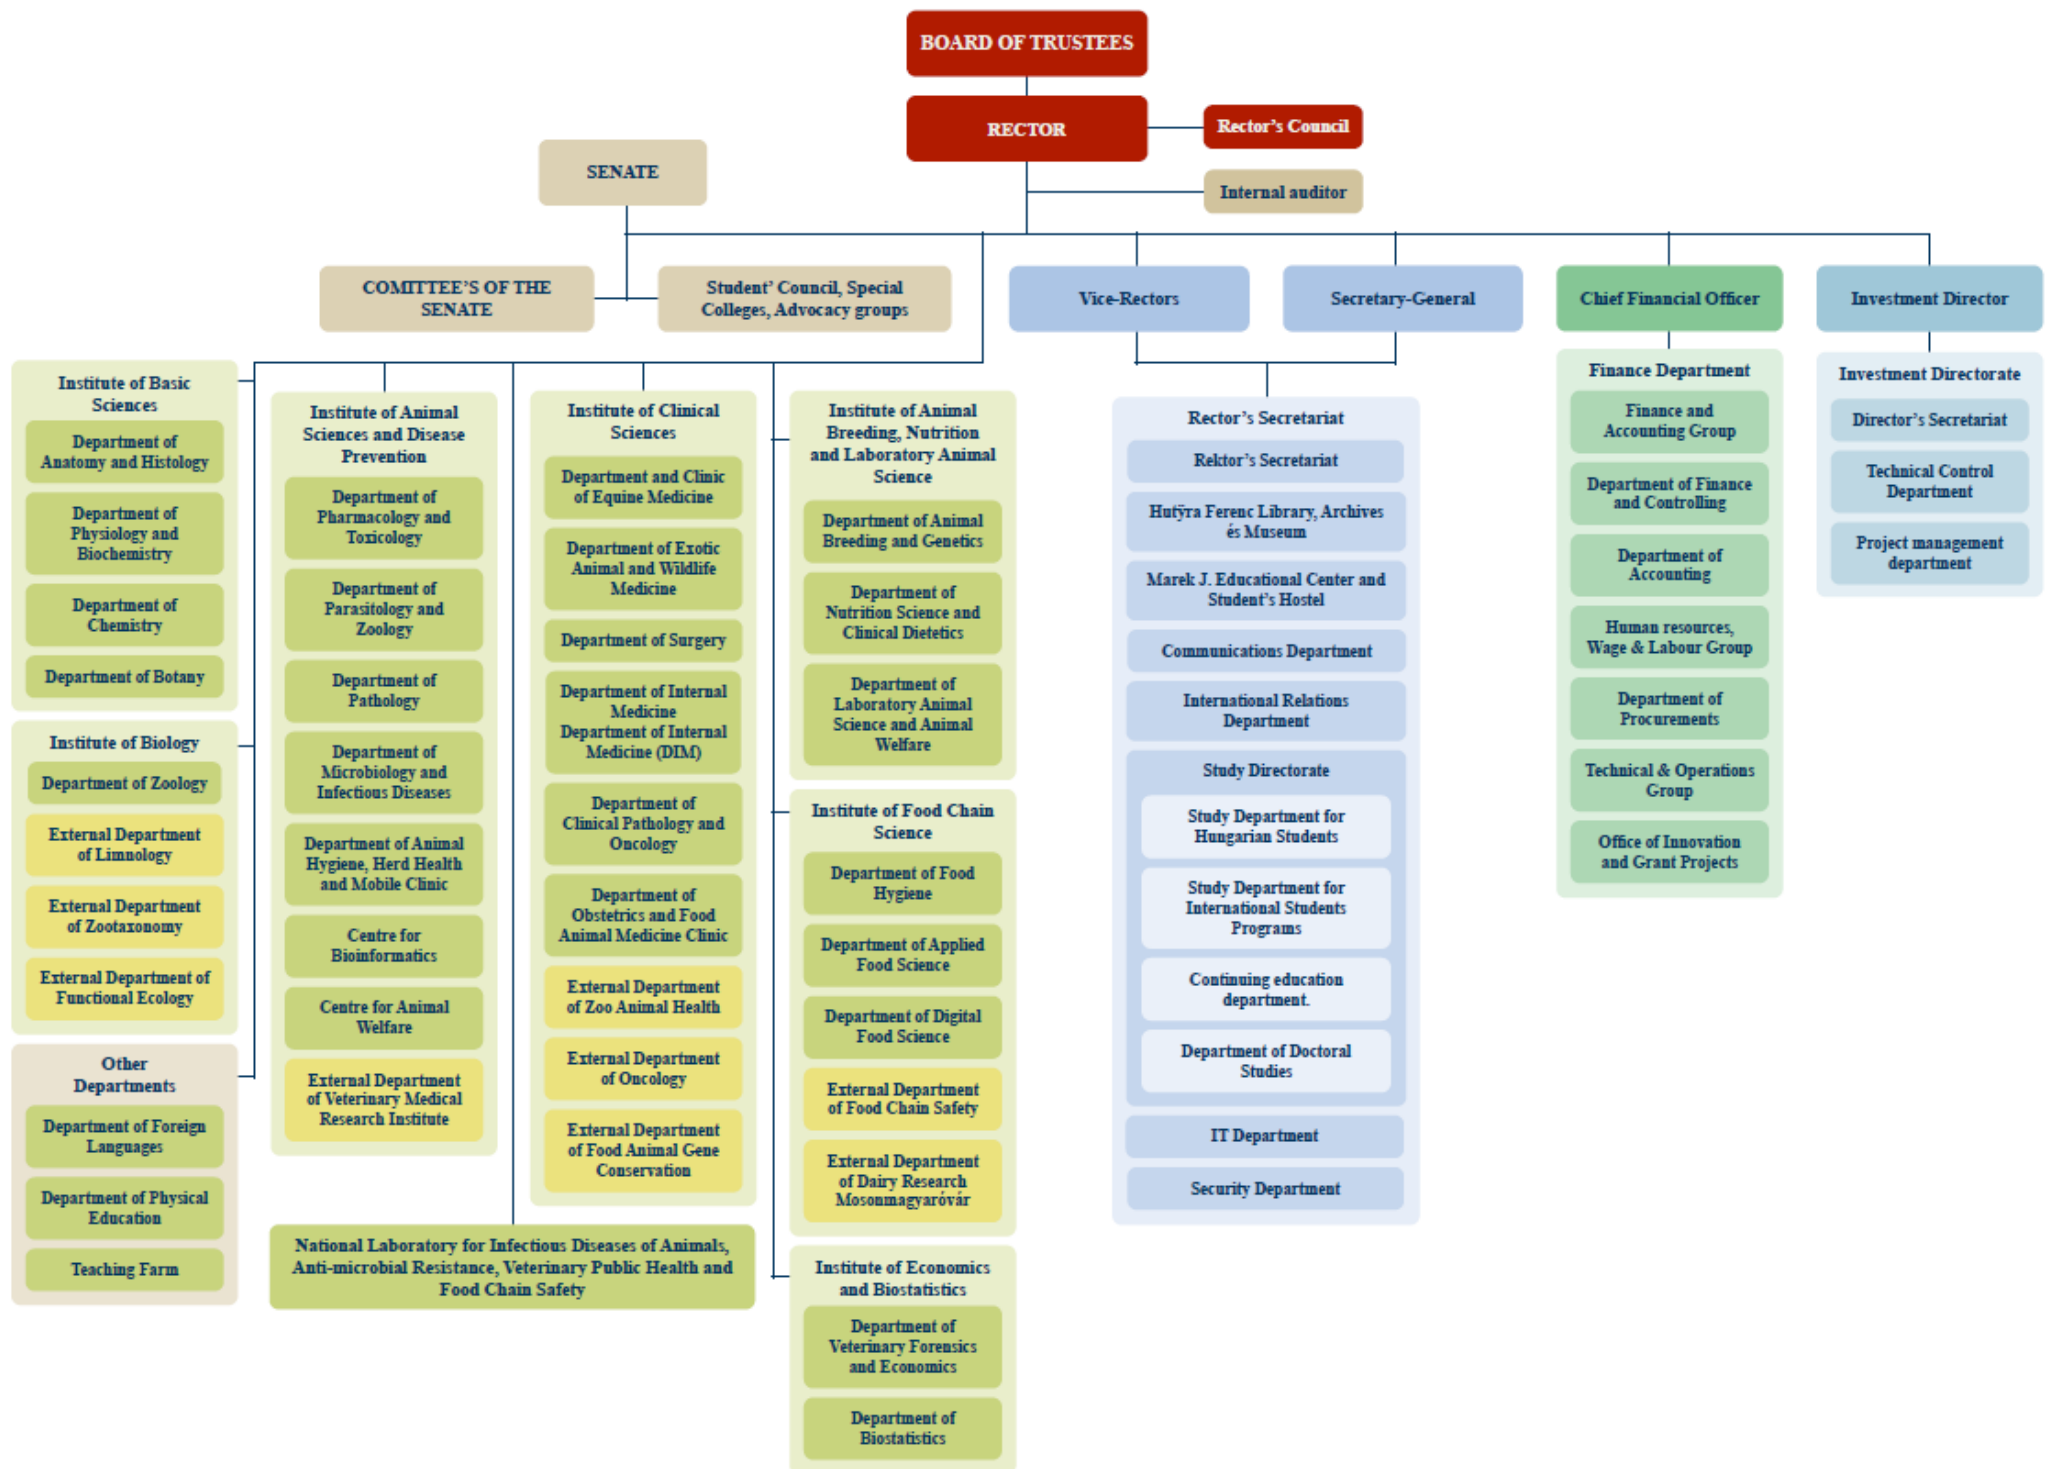 BOARD OF TRUSTEES
RECTOR
Rector's Council
SENATE
Internal auditor
COMITTEE'S OF THE
SENATE
Student' Council, Special
Colleges, Advocacy groups
Vice-Rectors
Secretary-General
Chief Financial Officer
Investment Director
Institute of Basic
Sciences
Department of
Anatomy and Histology
Department of
Physiology and
Biochemistry
Department of
Chemistry
Department of Botany
Institute of Biology
Department of Zoology
External Department
of Limnology
External Department
of Zootaxonomy
External Department of
Functional Ecology
Other
Departments
Department of Foreign
Languages
Department of Physical
Education
Teaching Farm
Institute of Animal
Sciences and Disease
Prevention
Department of
Pharmacology and
Toxicology
Department of
Parasitology and
Zoology
Department of
Pathology
Department of
Microbiology and
Infectious Diseases
Department of Animal
Hygiene, Herd Health
and Mobile Clinic
Centre for
Bioinformatics
Centre for Animal
Welfare
External Department
of Veterinary Medical
Research Institute
Institute of Clinical
Sciences
Department and Clinic
of Equine Medicine
Department of Exotic
Animal and Wildlife
Medicine
Department of Surgery
Department of Internal
Medicine
Department of Internal
Medicine (DIM)
Department of
Clinical Pathology and
Oncology
Department of
Obstetrics and Food
Animal Medicine Clinic
External Department
of Zoo Animal Health
External Department
of Oncology
External Department
of Food Animal Gene
Conservation
National Laboratory for Infectious Diseases of Animals,
Anti-microbial Resistance, Veterinary Public Health and
Food Chain Safety
Institute of Animal
Breeding, Nutrition
and Laboratory Animal
Science
Department of Animal
Breeding and Genetics
Department of
Nutrition Science and
Clinical Dietetics
Department of
Laboratory Animal
Science and Animal
Welfare
Institute of Food Chain
Science
Department of Food
Hygiene
Department of Applied
Food Science
Department of Digital
Food Science
External Department
of Food Chain Safety
External Department
of Dairy Research
Mosonmagyaróvár
Institute of Economics
and Biostatistics
Department of
Veterinary Forensics
and Economics
Department of
Biostatistics
Rector's Secretariat
Rektor's Secretariat
Hutÿra Ferenc Library, Archives
és Museum
Marek J. Educational Center and
Student's Hostel
Communications Department
International Relations
Department
Study Directorate
Study Department for
Hungarian Students
Study Department for
International Students
Programs
Continuing education
department.
Department of Doctoral
Studies
IT Department
Security Department
Finance Department
Finance and
Accounting Group
Department of Finance
and Controlling
Department of
Accounting
Human resources,
Wage & Labour Group
Department of
Procurements
Technical & Operations
Group
Office of Innovation
and Grant Projects
Investment Directorate
Director's Secretariat
Technical Control
Department
Project management
department